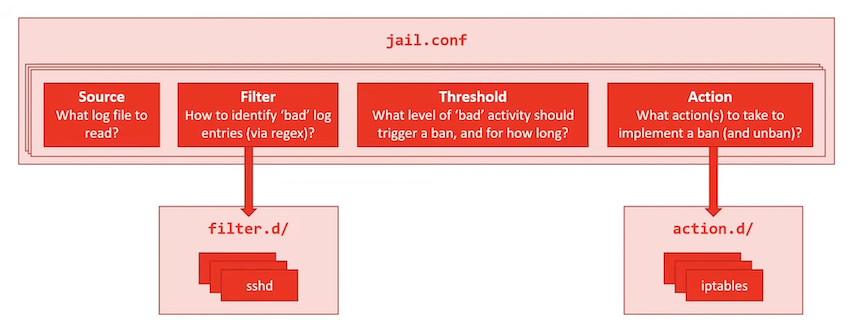 jail.conf
Source
What log file to
read?
Filter
How to identify ‘bad’ log
entries (via regex)?
Threshold
What level of ‘bad’ activity should
trigger a ban, and for how long?
Action
What action(s) to take to
implement a ban (and unban)?
filter.d/
sshd
action.d/
iptables